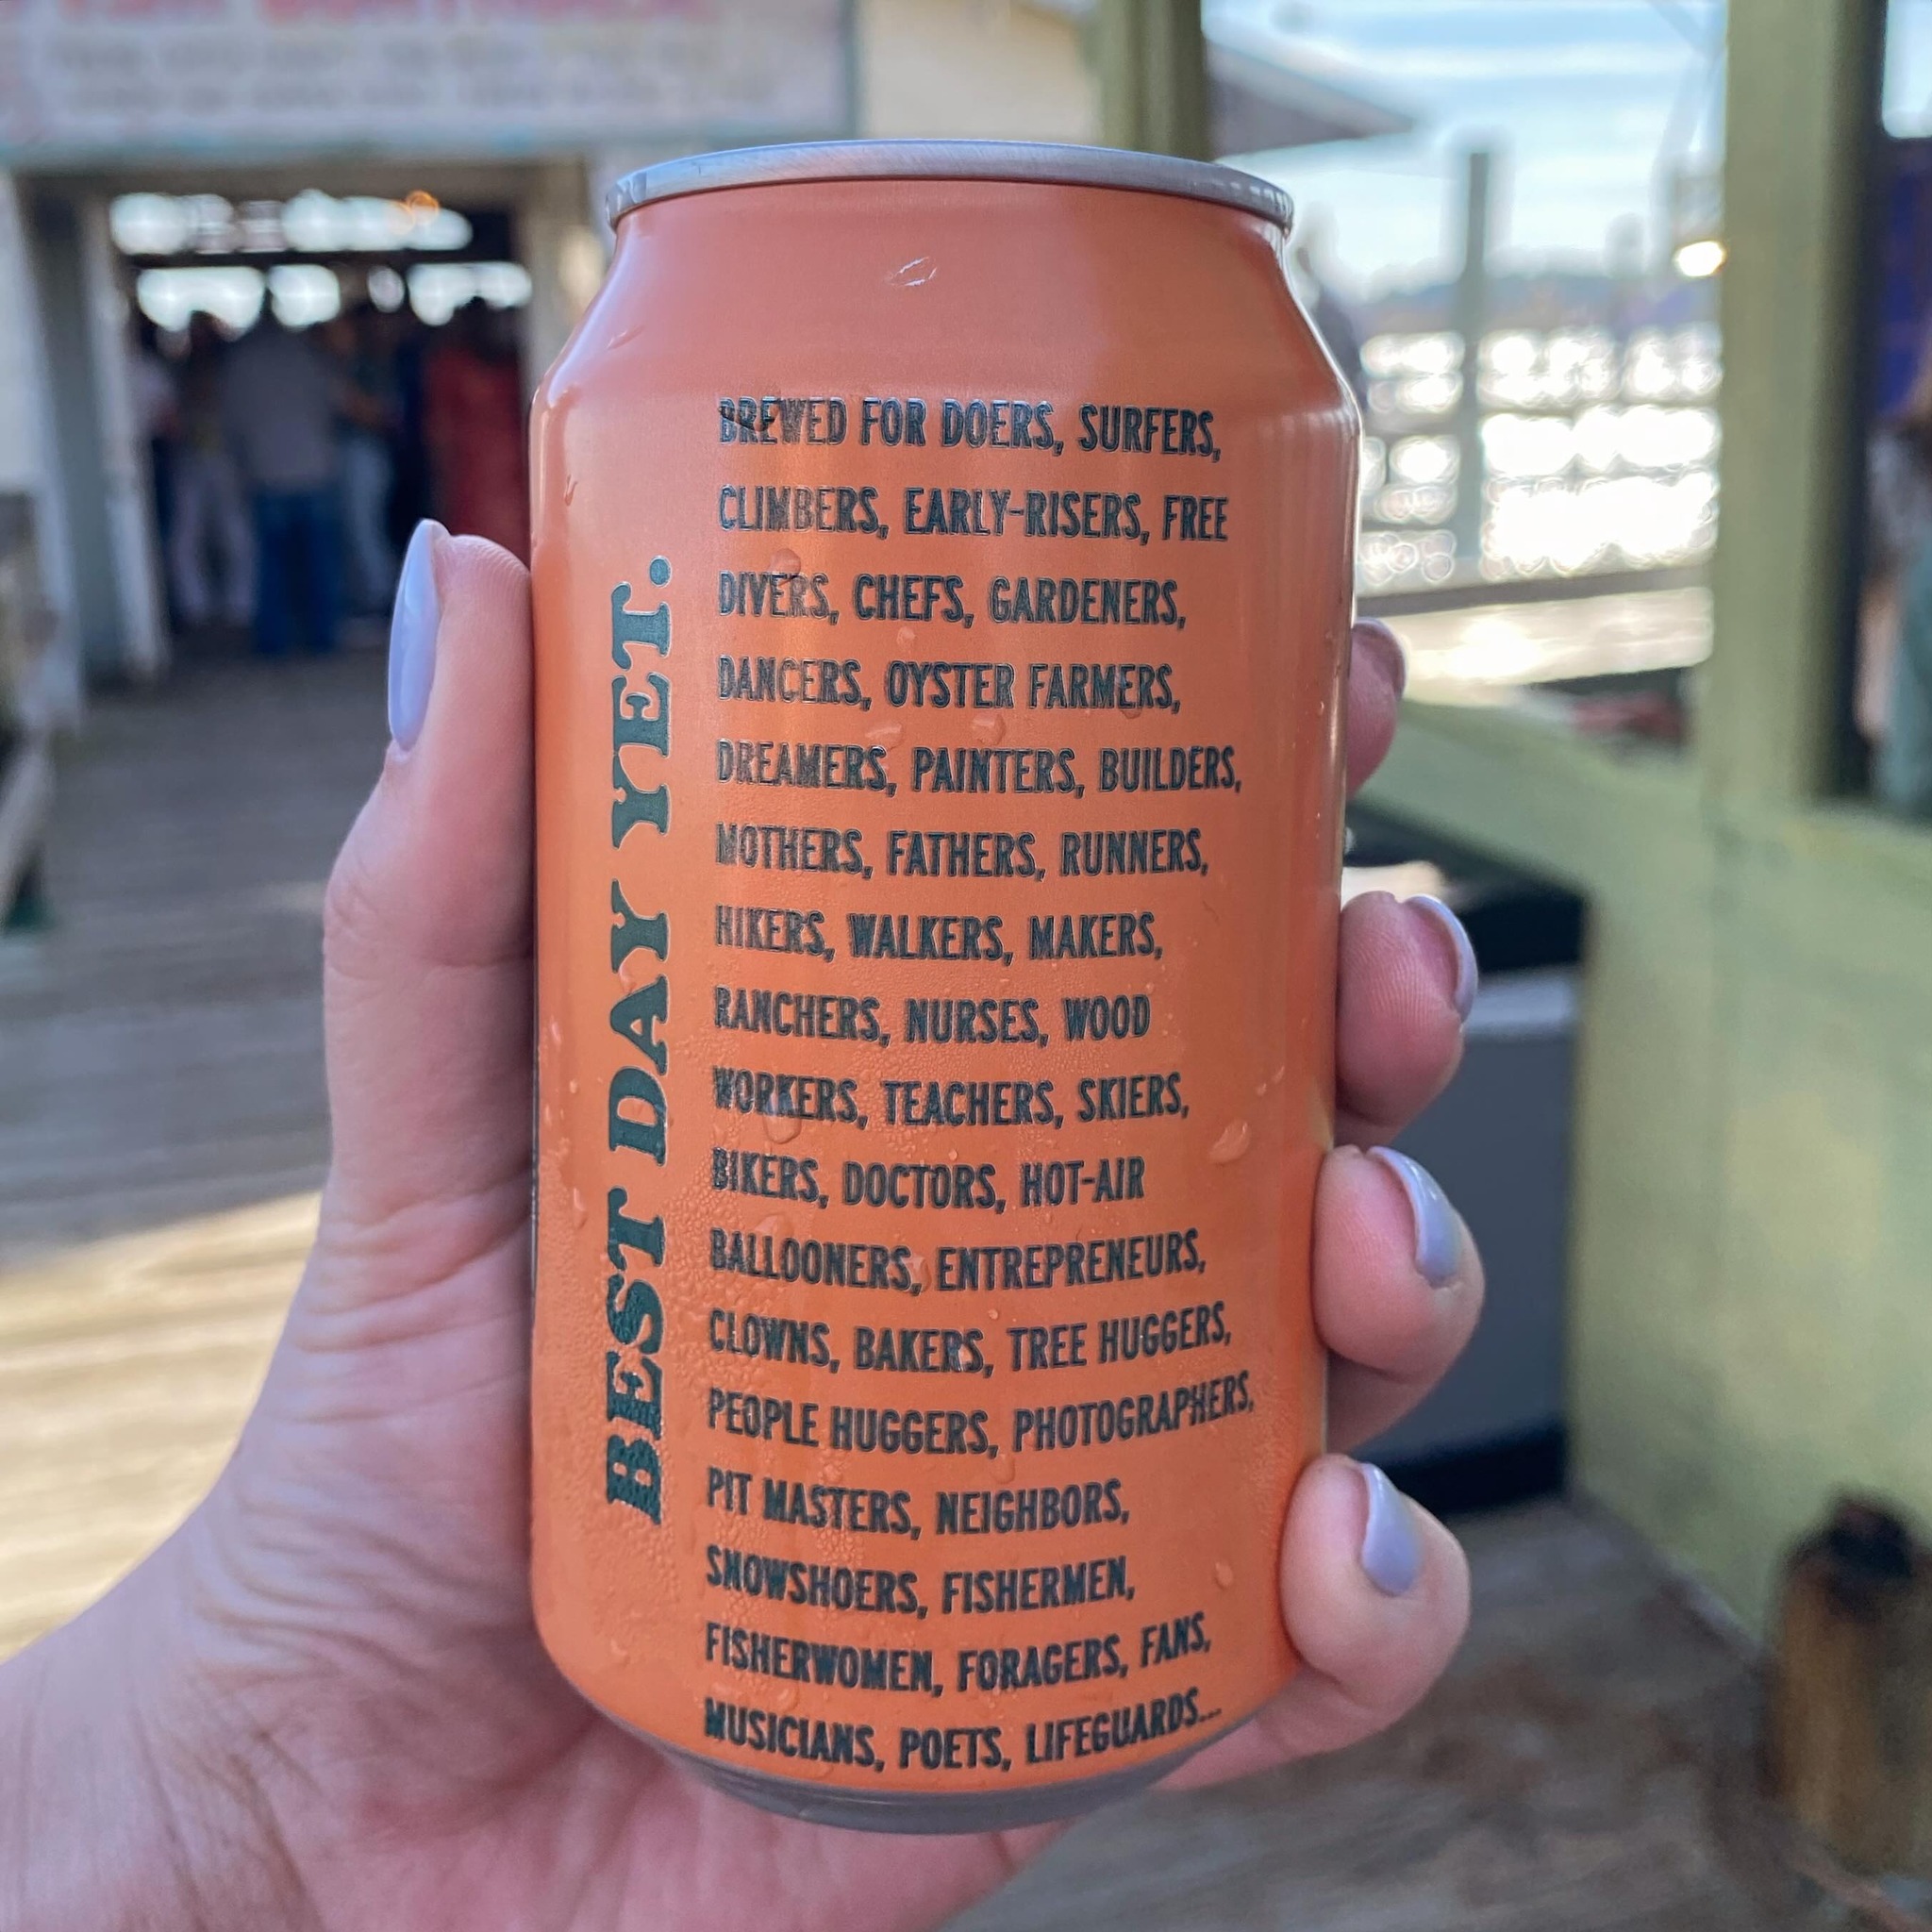 BEST DAY YET.
BREWED FOR DOERS, SURFERS,
CLIMBERS, EARLY-RISERS, FREE
DIVERS, CHEFS, GARDENERS,
DANCERS, OYSTER FARMERS,
DREAMERS, PAINTERS, BUILDERS,
MOTHERS, FATHERS, RUNNERS,
HIKERS, WALKERS, MAKERS,
RANCHERS, NURSES, WOOD
WORKERS, TEACHERS, SKIERS,
BIKERS, DOCTORS, HOT-AIR
BALLOONERS, ENTREPRENEURS,
CLOWNS, BAKERS, TREE HUGGERS,
PEOPLE HUGGERS, PHOTOGRAPHERS,
PIT MASTERS, NEIGHBORS,
SNOWSHOERS, FISHERMEN,
FISHERWOMEN, FORAGERS, FANS,
MUSICIANS, POETS, LIFEGUARDS...